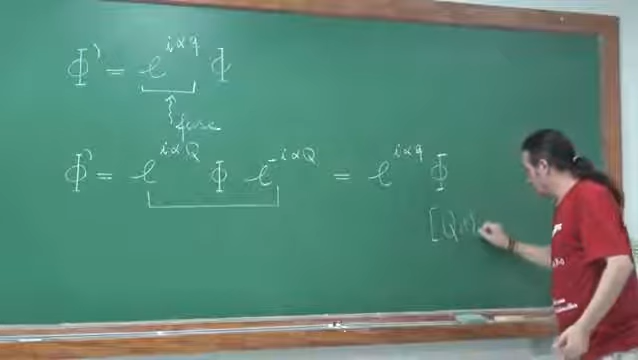 Φ' = e^{iαq} Φ
fase
Φ' = e^{iαQ} Φ e^{-iαQ} = e^{iαq} Φ
[Q